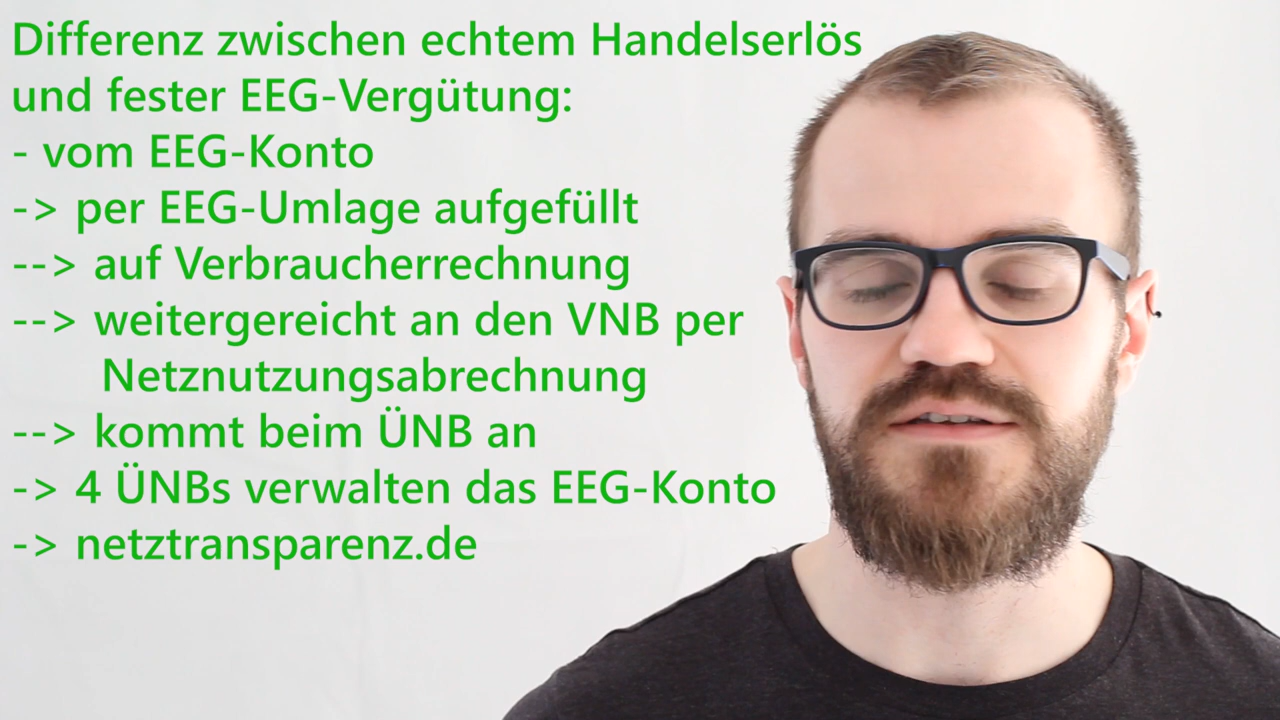 Differenz zwischen echtem Handelserlös
und fester EEG-Vergütung:
- vom EEG-Konto
-> per EEG-Umlage aufgefüllt
--> auf Verbraucherrechnung
--> weitergereicht an den VNB per
Netznutzungsabrechnung
--> kommt beim ÜNB an
-> 4 ÜNBs verwalten das EEG-Konto
-> netztransparenz.de